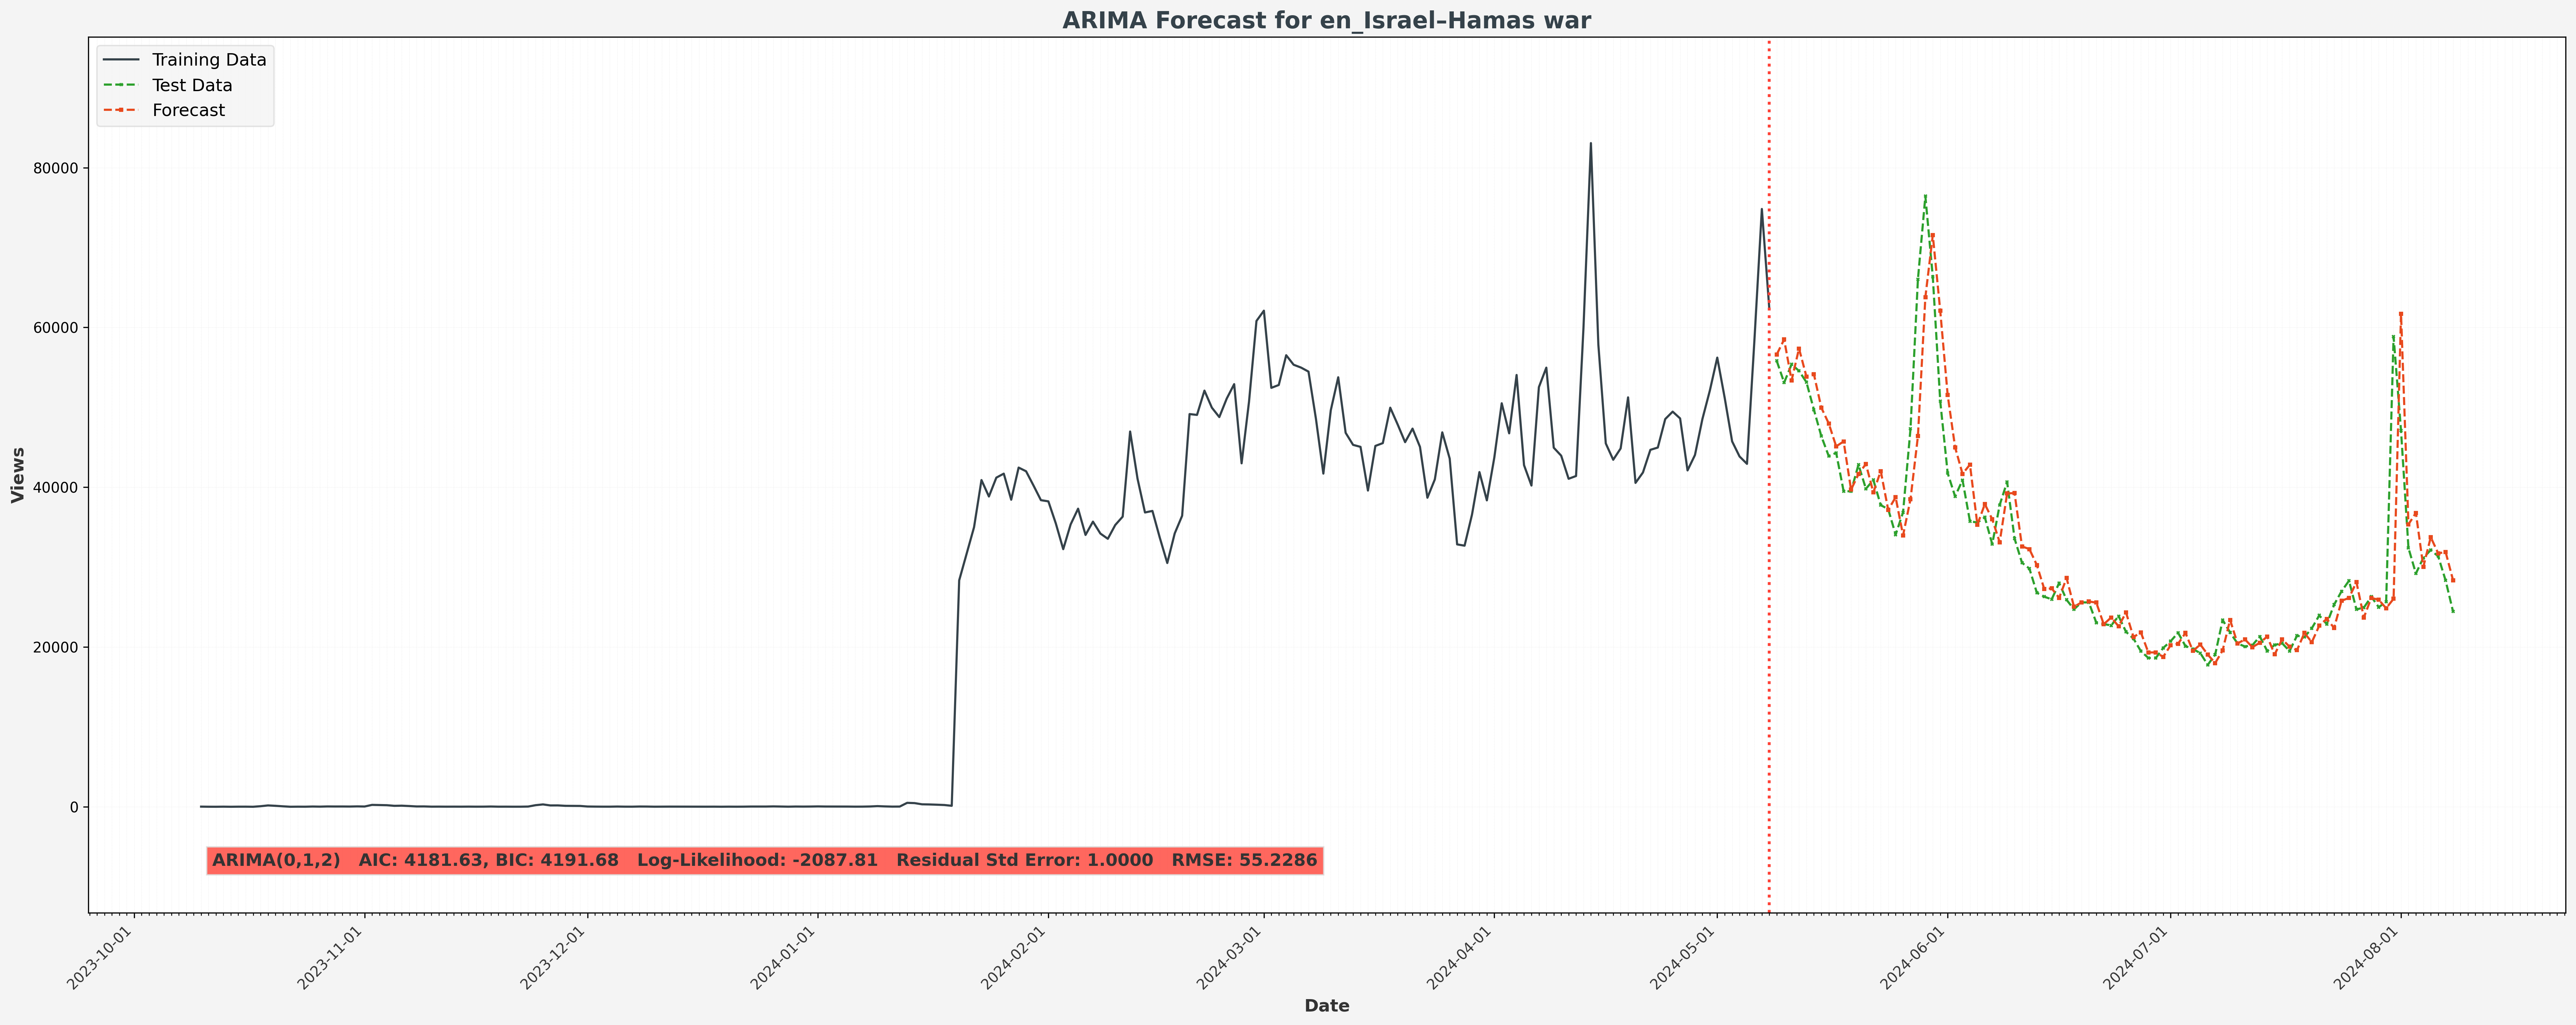 ARIMA Forecast for en_Israel–Hamas war
Training Data
Test Data
Forecast
Views
80000
60000
40000
20000
0
ARIMA(0,1,2)   AIC: 4181.63, BIC: 4191.68   Log-Likelihood: -2087.81   Residual Std Error: 1.0000   RMSE: 55.2286
2023-10-01
2023-11-01
2023-12-01
2024-01-01
2024-02-01
2024-03-01
2024-04-01
2024-05-01
2024-06-01
2024-07-01
2024-08-01
Date